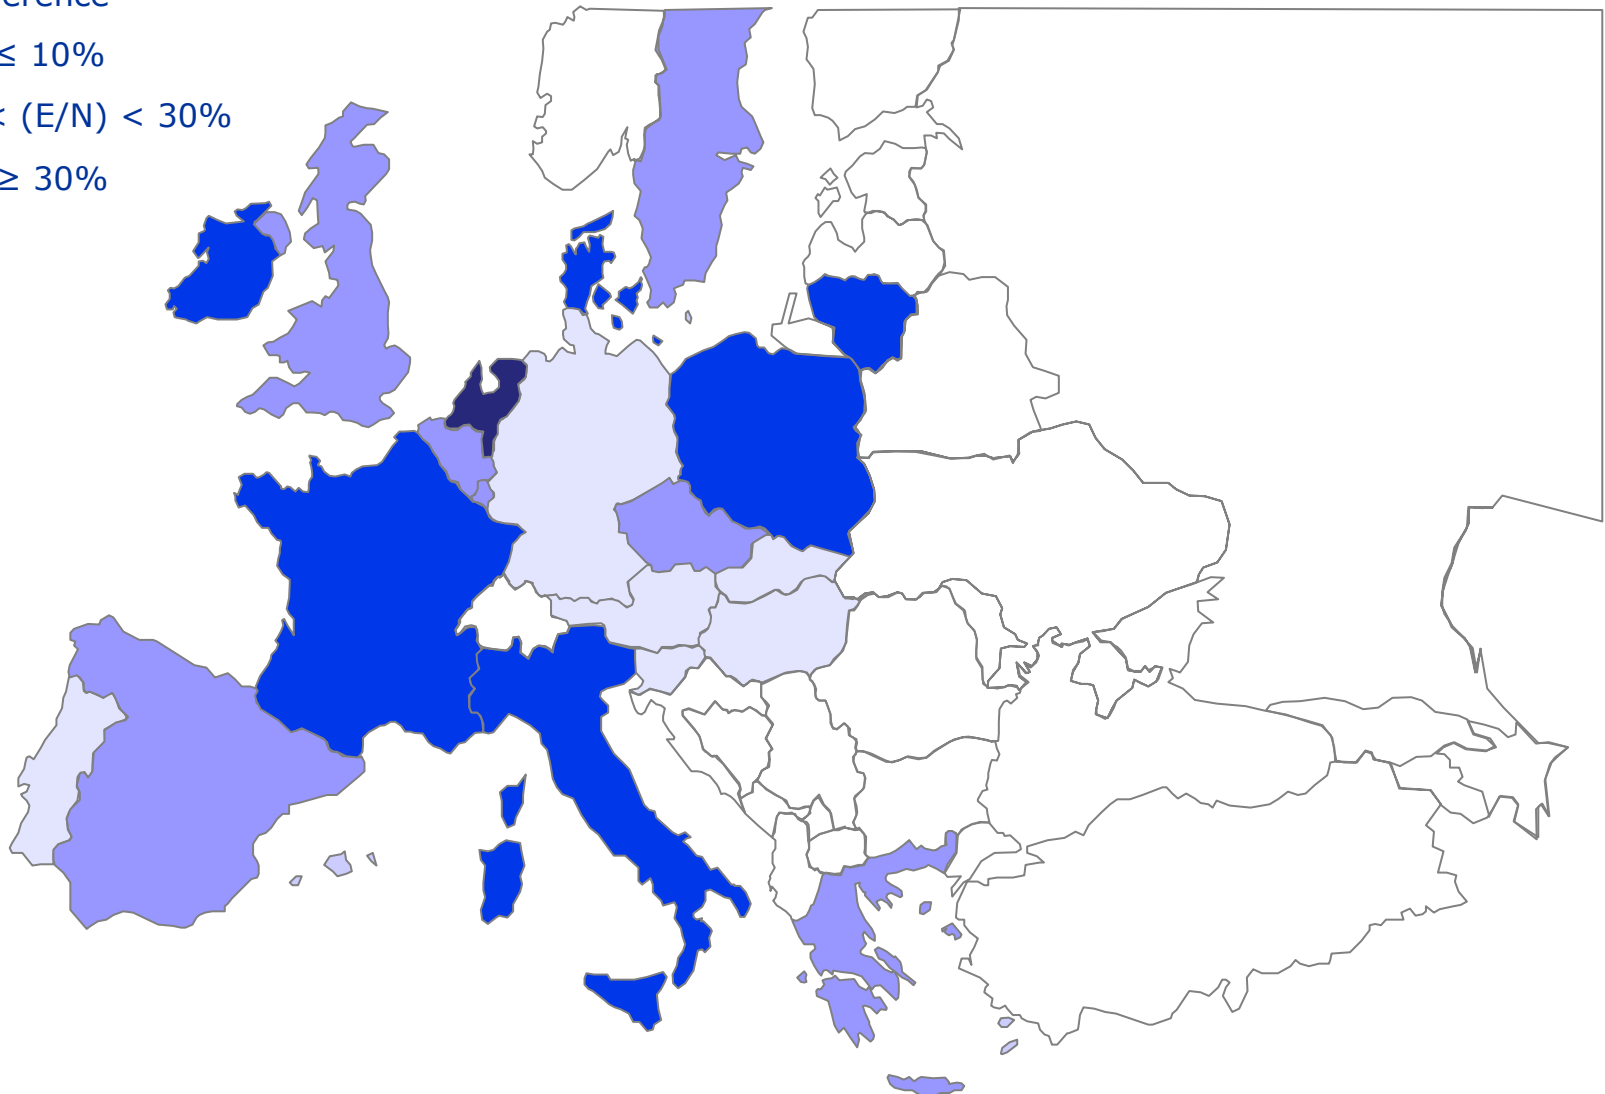 ≤ 10%
< (E/N) < 30%
≥ 30%